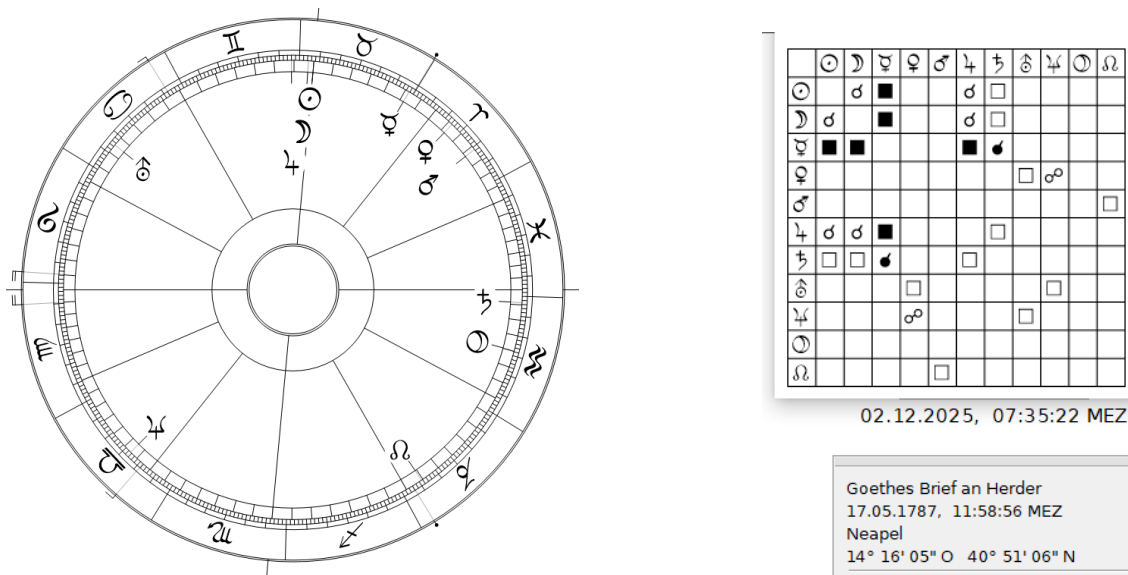 02.12.2025, 07:35:22 MEZ
Goethes Brief an Herder
17.05.1787, 11:58:56 MEZ
Neapel
14° 16' 05" O 40° 51' 06" N